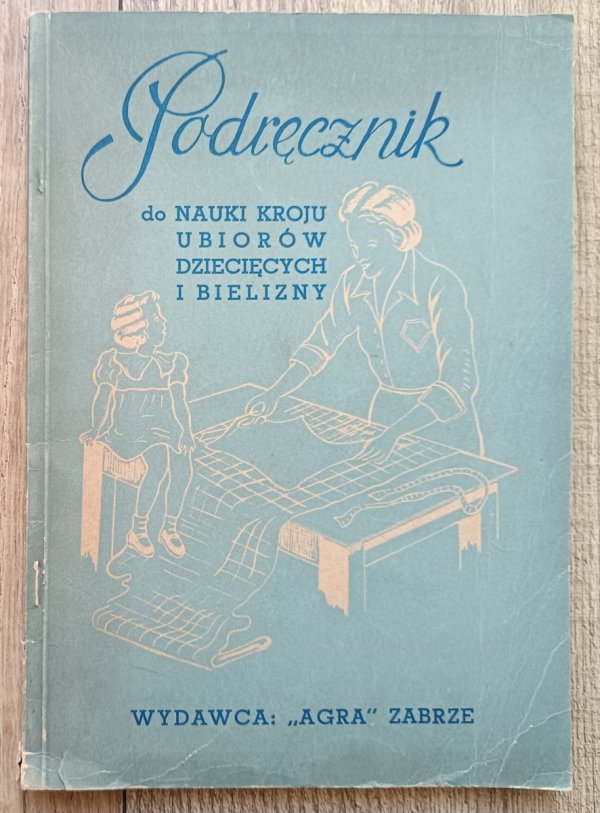 Podręcznik
do NAUKI KROJU
UBIORÓW
DZIECIĘCYCH
I BIELIZNY
WYDAWCA: „AGRA" ZABRZE